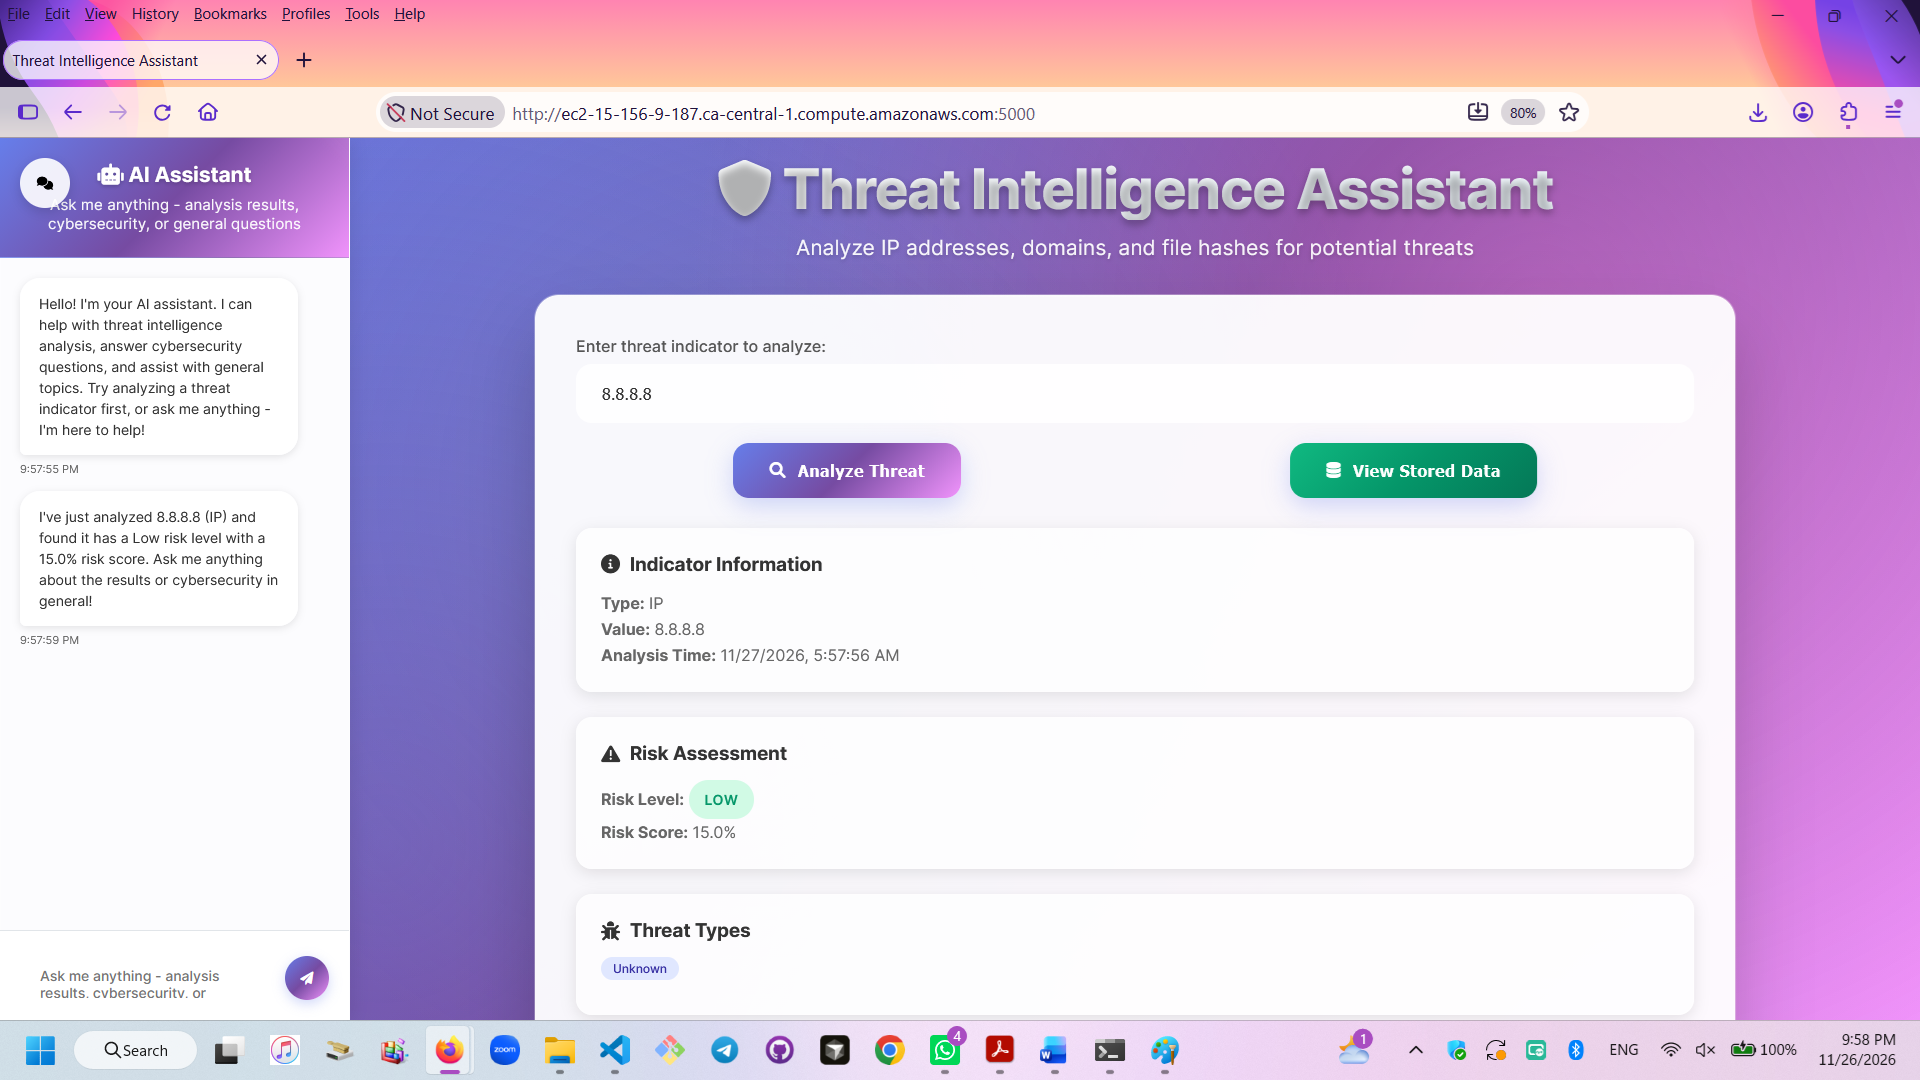 File Edit View History Bookmarks Profiles Tools Help
Threat Intelligence Assistant
Not Secure http://ec2-15-156-9-187.ca-central-1.compute.amazonaws.com:5000 80%
AI Assistant
Ask me anything - analysis results,
cybersecurity, or general questions
Hello! I'm your AI assistant. I can
help with threat intelligence
analysis, answer cybersecurity
questions, and assist with general
topics. Try analyzing a threat
indicator first, or ask me anything -
I'm here to help!
9:57:55 PM
I've just analyzed 8.8.8.8 (IP) and
found it has a Low risk level with a
15.0% risk score. Ask me anything
about the results or cybersecurity in
general!
9:57:59 PM
Ask me anything - analysis
results, cybersecurity, or
Threat Intelligence Assistant
Analyze IP addresses, domains, and file hashes for potential threats
Enter threat indicator to analyze:
8.8.8.8
Analyze Threat
View Stored Data
Indicator Information
Type: IP
Value: 8.8.8.8
Analysis Time: 11/27/2026, 5:57:56 AM
Risk Assessment
Risk Level: LOW
Risk Score: 15.0%
Threat Types
Unknown
Search
zoom
4
1
ENG
100%
9:58 PM
11/26/2026